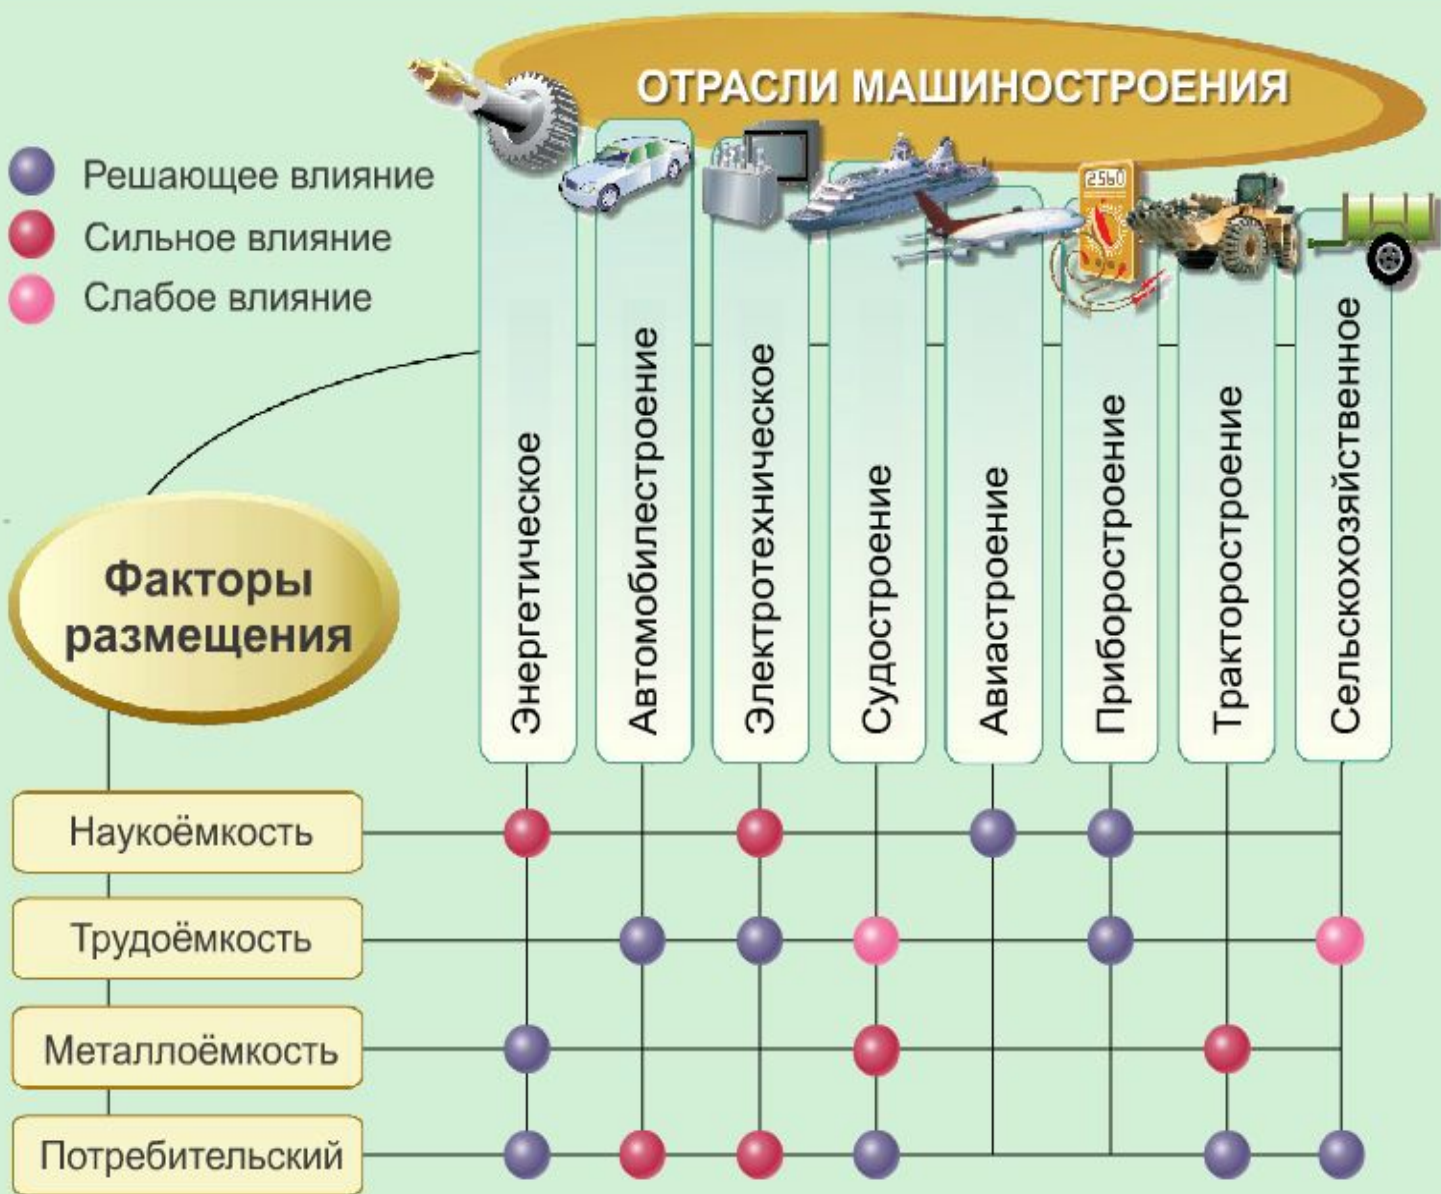 ОТРАСЛИ МАШИНОСТРОЕНИЯ
Решающее влияние
Сильное влияние
Слабое влияние
2560
Факторы
размещения
Энергетическое
Автомобилестроение
Электротехническое
Судостроение
Авиастроение
Приборостроение
Тракторостроение
Сельскохозяйственное
Наукоёмкость
Трудоёмкость
Металлоёмкость
Потребительский